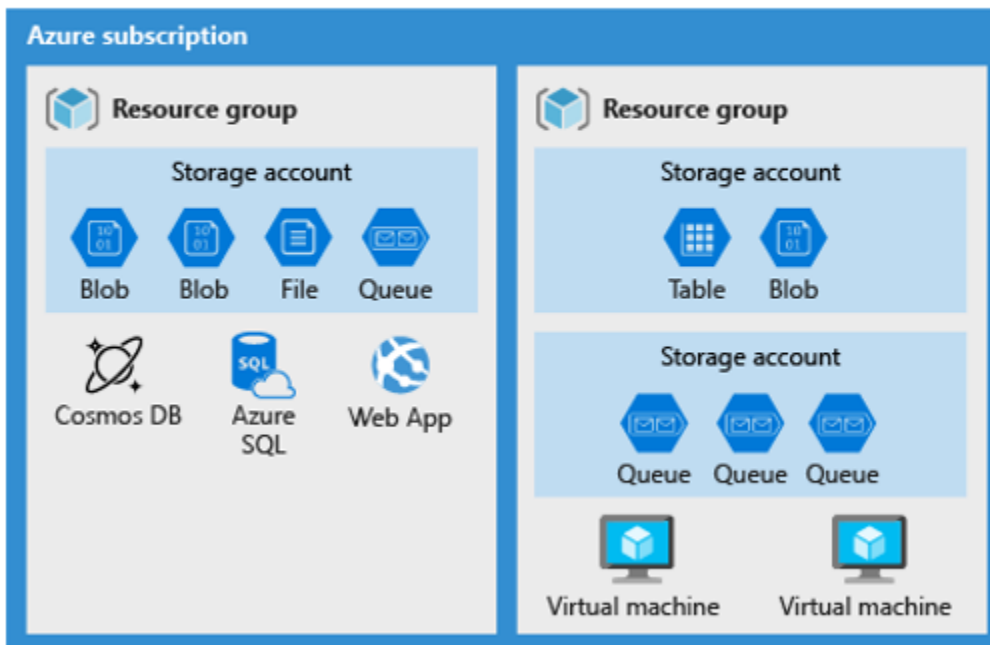 Azure subscription
Resource group
Storage account
Blob Blob File Queue
Cosmos DB Azure SQL Web App
Resource group
Storage account
Table Blob
Storage account
Queue Queue Queue
Virtual machine Virtual machine